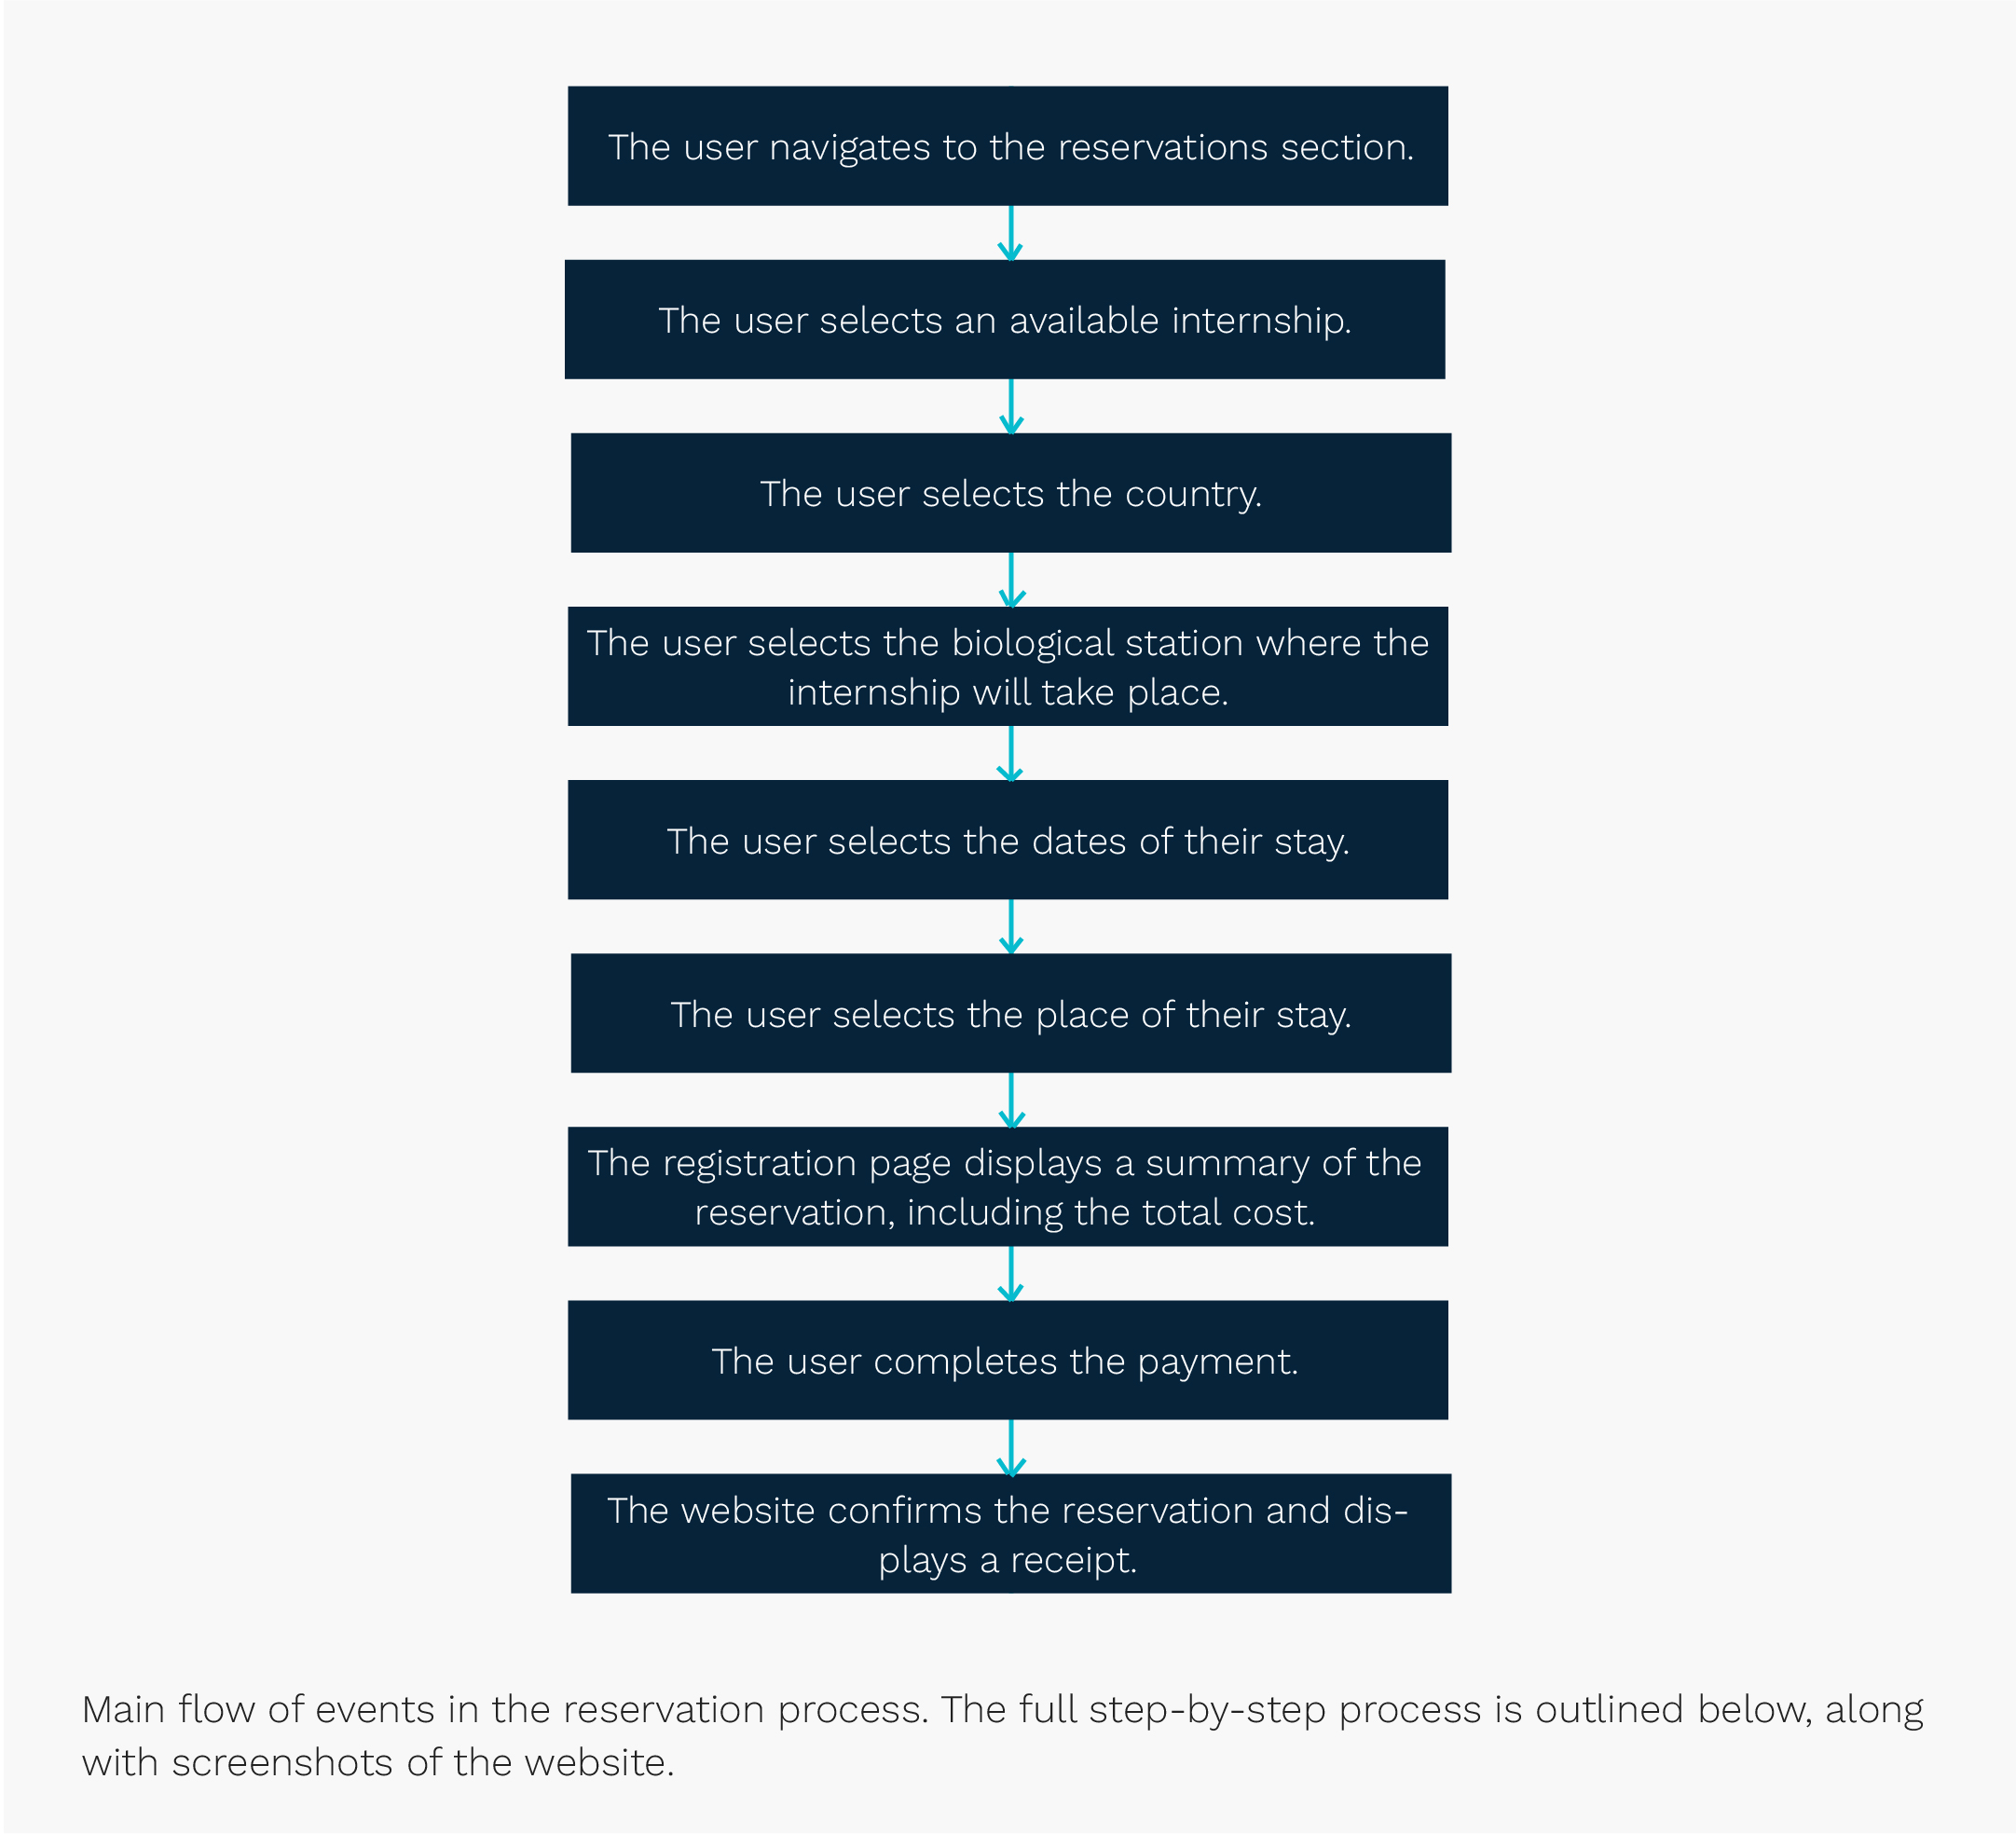 The user navigates to the reservations section.
The user selects an available internship.
The user selects the country.
The user selects the biological station where the
internship will take place.
The user selects the dates of their stay.
The user selects the place of their stay.
The registration page displays a summary of the
reservation, including the total cost.
The user completes the payment.
The website confirms the reservation and dis-
plays a receipt.
Main flow of events in the reservation process. The full step-by-step process is outlined below, along
with screenshots of the website.